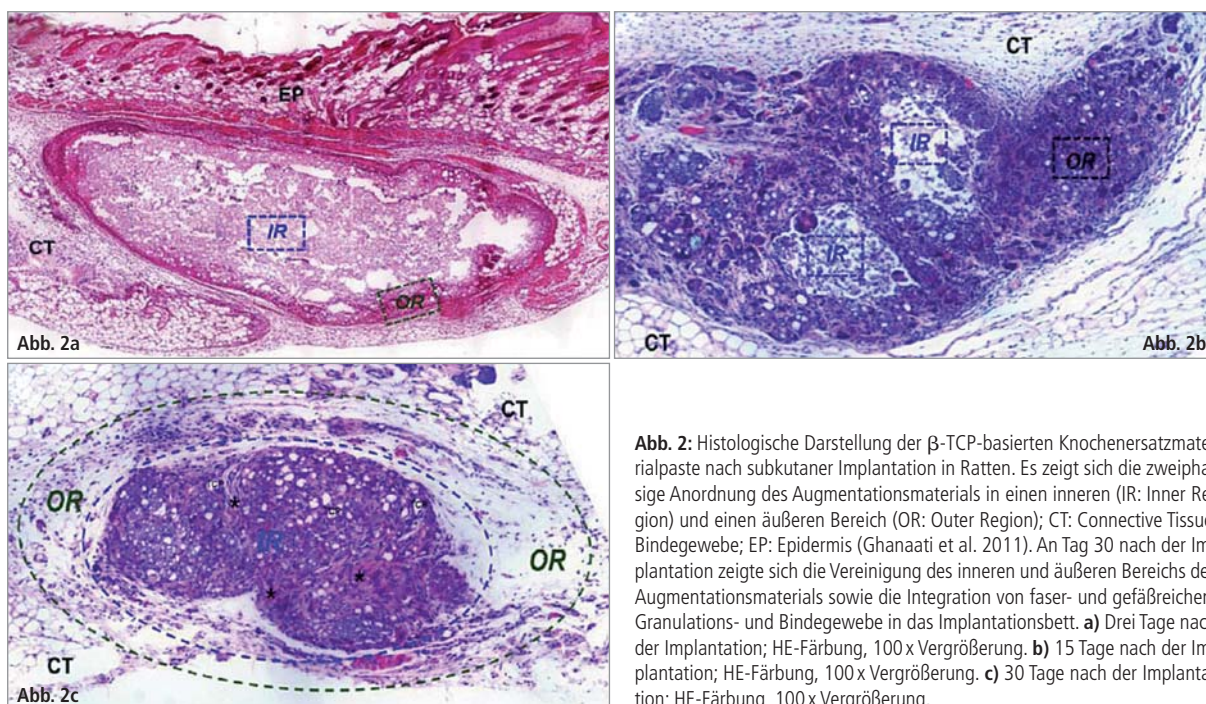 EP
IR
CT
OR
Abb. 2a
CT
IR
OR
IR
CT
Abb. 2b
CT
OR
IR
OR
CT
Abb. 2c
Abb. 2: Histologische Darstellung der β-TCP-basierten Knochenersatzmate
rialpaste nach subkutaner Implantation in Ratten. Es zeigt sich die zweipha
sige Anordnung des Augmentationsmaterials in einen inneren (IR: Inner Re
gion) und einen äußeren Bereich (OR: Outer Region); CT: Connective Tissue
Bindegewebe; EP: Epidermis (Ghanaati et al. 2011). An Tag 30 nach der Im
plantation zeigte sich die Vereinigung des inneren und äußeren Bereichs de
Augmentationsmaterials sowie die Integration von faser- und gefäßreichen
Granulations- und Bindegewebe in das Implantationsbett. a) Drei Tage nac
der Implantation; HE-Färbung, 100 x Vergrößerung. b) 15 Tage nach der Im
plantation; HE-Färbung, 100 x Vergrößerung. c) 30 Tage nach der Implanta
tion; HE-Färbung, 100 x Vergrößerung.